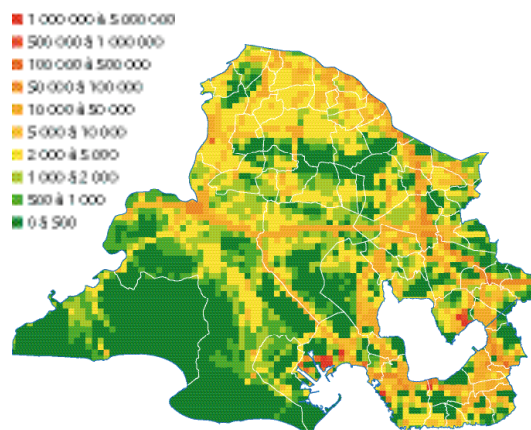 1 000 000 à 5 000 000
500 000 à 1 000 000
100 000 à 500 000
50 000 à 100 000
10 000 à 50 000
5 000 à 10 000
2 000 à 5 000
1 000 à 2 000
500 à 1 000
0 à 500